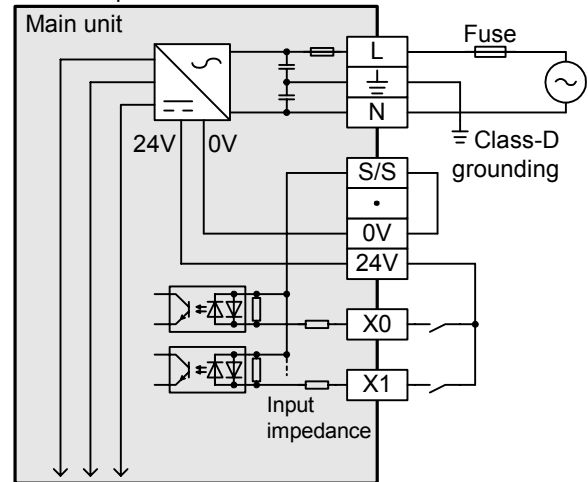 Main unit
L
Fuse
N
24V 0V
Class-D
grounding
S/S
•
0V
24V
X0
X1
Input
impedance